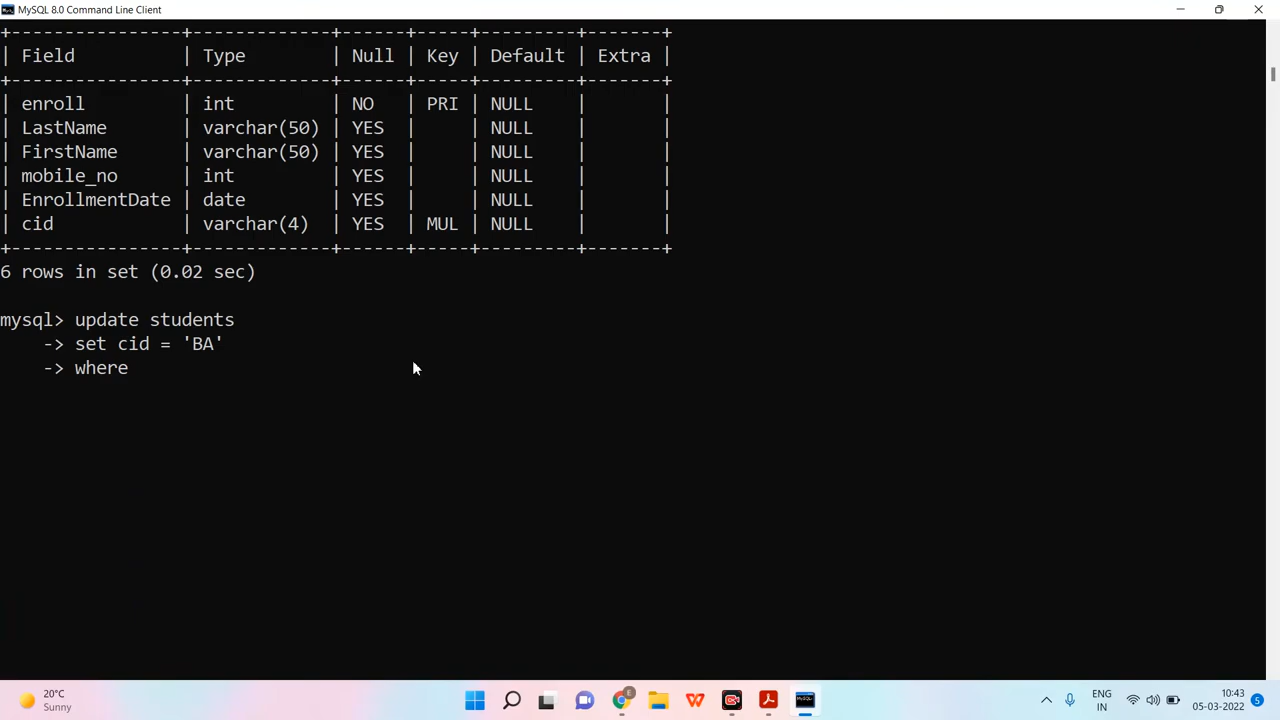 MySQL 8.0 Command Line Client
+----------------+-------------+------+-----+---------+-------+
| Field          | Type        | Null | Key | Default | Extra |
+----------------+-------------+------+-----+---------+-------+
| enroll         | int         | NO   | PRI | NULL    |       |
| LastName       | varchar(50) | YES  |     | NULL    |       |
| FirstName      | varchar(50) | YES  |     | NULL    |       |
| mobile_no      | int         | YES  |     | NULL    |       |
| EnrollmentDate | date        | YES  |     | NULL    |       |
| cid            | varchar(4)  | YES  | MUL | NULL    |       |
+----------------+-------------+------+-----+---------+-------+
6 rows in set (0.02 sec)
mysql> update students
    -> set cid = 'BA'
    -> where
20°C
Sunny
E
ENG
IN
10:43
05-03-2022
5